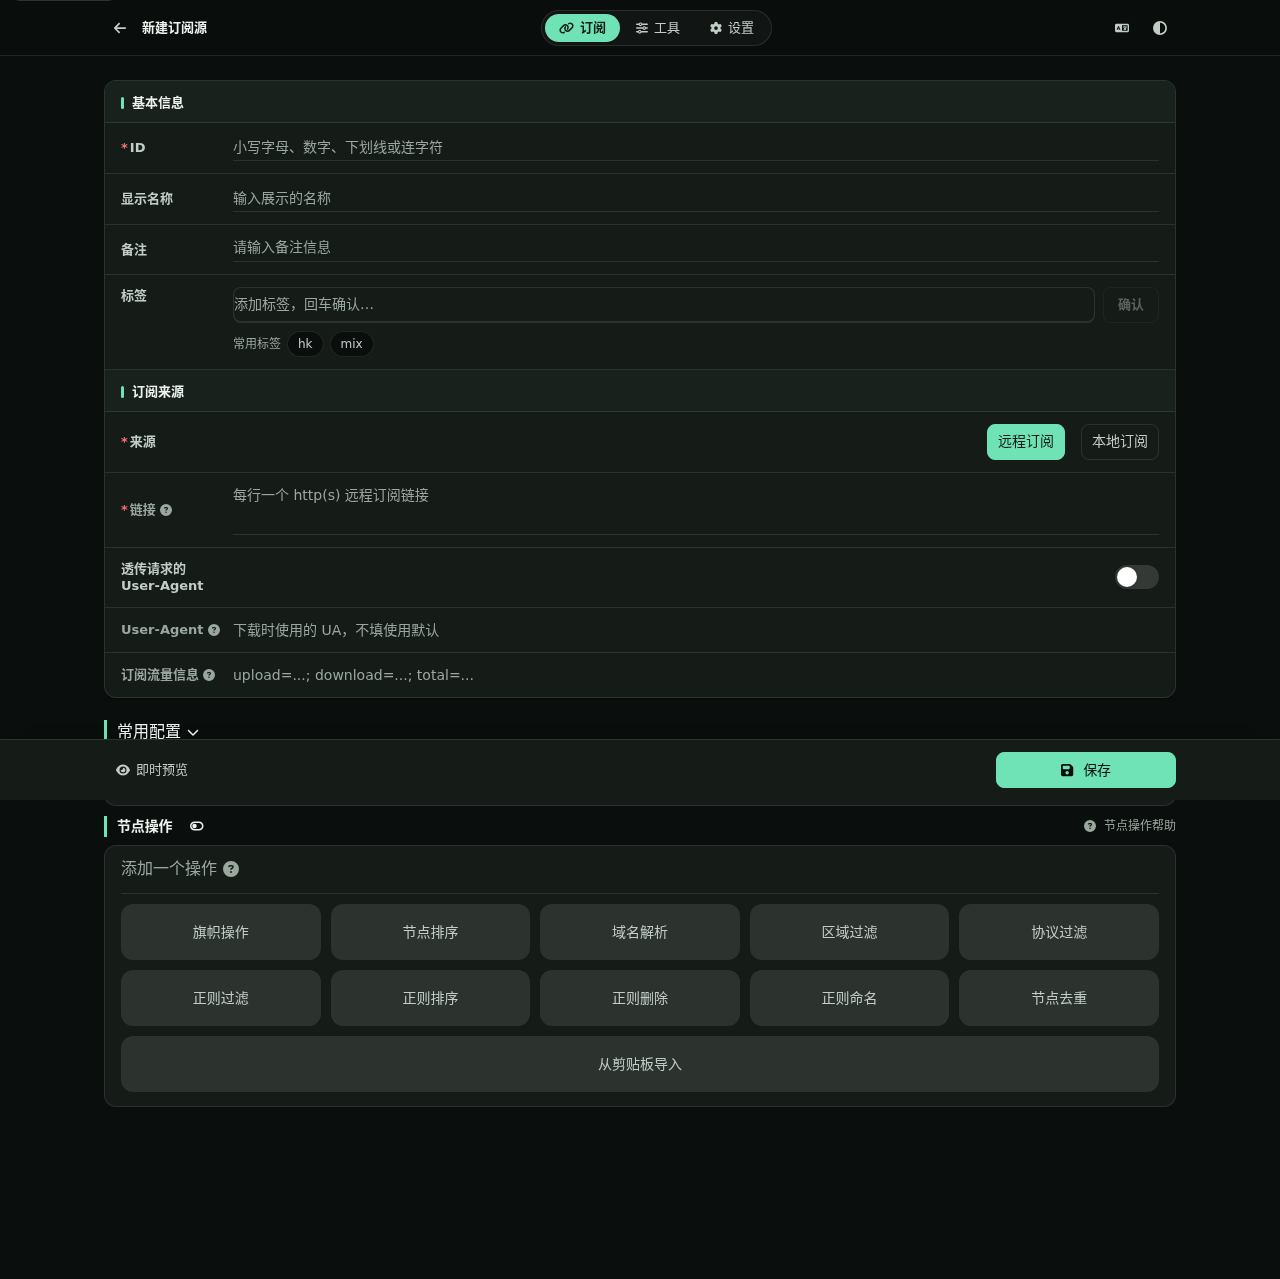 新建订阅源
订阅
工具
设置
基本信息
*ID
小写字母、数字、下划线或连字符
显示名称
输入展示的名称
备注
请输入备注信息
标签
添加标签，回车确认...
确认
常用标签
hk
mix
订阅来源
*来源
远程订阅
本地订阅
*链接
每行一个 http(s) 远程订阅链接
透传请求的
User-Agent
User-Agent
下载时使用的 UA，不填使用默认
订阅流量信息
upload=...; download=...; total=...
常用配置
即时预览
保存
节点操作
节点操作帮助
添加一个操作
旗帜操作
节点排序
域名解析
区域过滤
协议过滤
正则过滤
正则排序
正则删除
正则命名
节点去重
从剪贴板导入